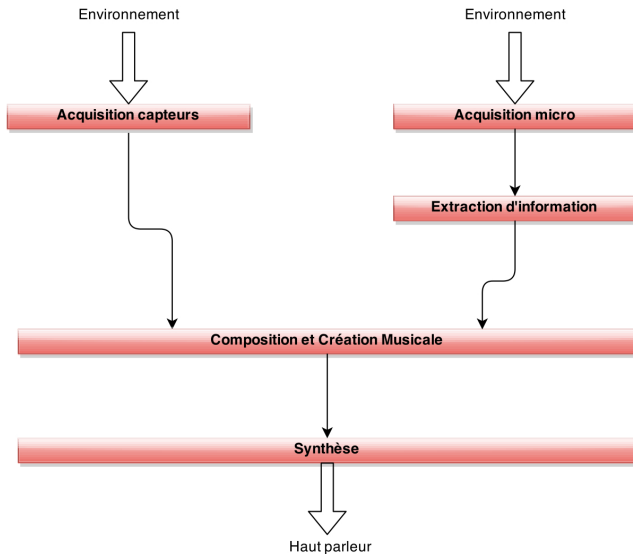 Environnement
Environnement
Acquisition capteurs
Acquisition micro
Extraction d'information
Composition et Création Musicale
Synthèse
Haut parleur